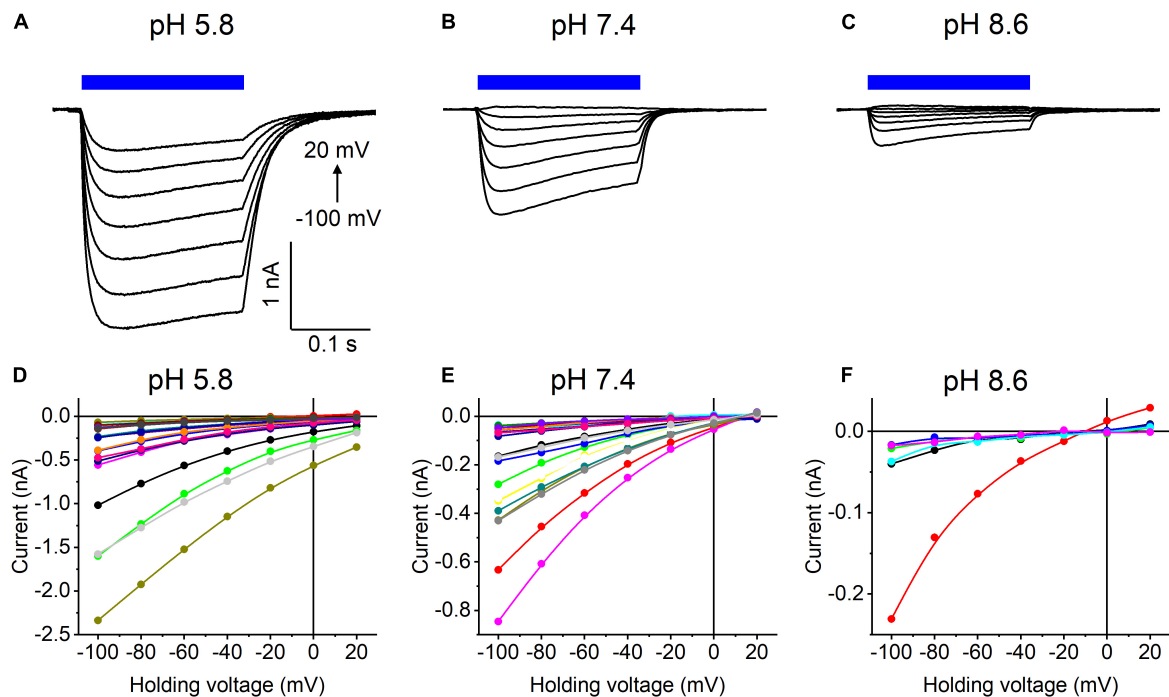 A pH 5.8
B pH 7.4
C pH 8.6
20 mV
-100 mV
1 nA
0.1 s
D pH 5.8
E pH 7.4
F pH 8.6
Current (nA)
0.0
-0.5
-1.0
-1.5
-2.0
-2.5
-100 -80 -60 -40 -20 0 20
Holding voltage (mV)
Current (nA)
0.0
-0.2
-0.4
-0.6
-0.8
-100 -80 -60 -40 -20 0 20
Holding voltage (mV)
Current (nA)
0.0
-0.1
-0.2
-100 -80 -60 -40 -20 0 20
Holding voltage (mV)